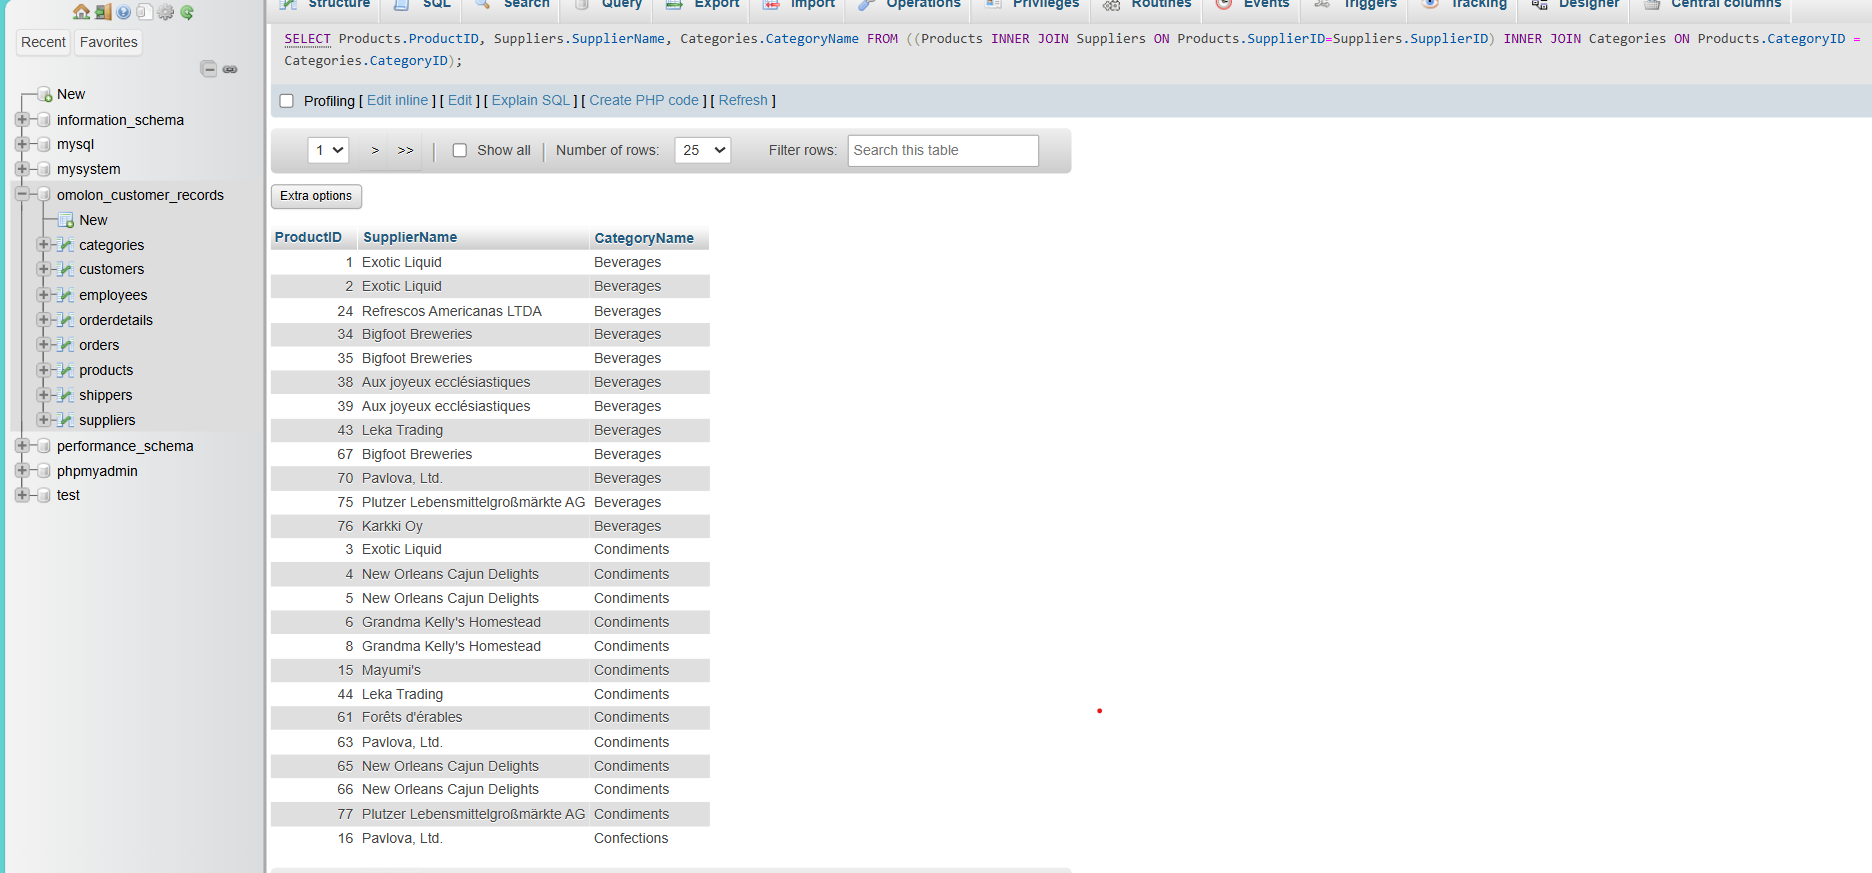 Structure SQL Search Query Export Import Operations Privileges Routines Events Triggers Tracking Designer Central columns
Recent Favorites
New
information_schema
mysql
mysystem
omolon_customer_records
New
categories
customers
employees
orderdetails
orders
products
shippers
suppliers
performance_schema
phpmyadmin
test
SELECT Products.ProductID, Suppliers.SupplierName, Categories.CategoryName FROM ((Products INNER JOIN Suppliers ON Products.SupplierID=Suppliers.SupplierID) INNER JOIN Categories ON Products.CategoryID =
Categories.CategoryID);
Profiling [ Edit inline ] [ Edit ] [ Explain SQL ] [ Create PHP code ] [ Refresh ]
1 > >> | Show all | Number of rows: 25 Filter rows: Search this table
Extra options
ProductID SupplierName CategoryName
1 Exotic Liquid Beverages
2 Exotic Liquid Beverages
24 Refrescos Americanas LTDA Beverages
34 Bigfoot Breweries Beverages
35 Bigfoot Breweries Beverages
38 Aux joyeux ecclésiastiques Beverages
39 Aux joyeux ecclésiastiques Beverages
43 Leka Trading Beverages
67 Bigfoot Breweries Beverages
70 Pavlova, Ltd. Beverages
75 Plutzer Lebensmittelgroßmärkte AG Beverages
76 Karkki Oy Beverages
3 Exotic Liquid Condiments
4 New Orleans Cajun Delights Condiments
5 New Orleans Cajun Delights Condiments
6 Grandma Kelly's Homestead Condiments
8 Grandma Kelly's Homestead Condiments
15 Mayumi's Condiments
44 Leka Trading Condiments
61 Forêts d'érables Condiments
63 Pavlova, Ltd. Condiments
65 New Orleans Cajun Delights Condiments
66 New Orleans Cajun Delights Condiments
77 Plutzer Lebensmittelgroßmärkte AG Condiments
16 Pavlova, Ltd. Confections